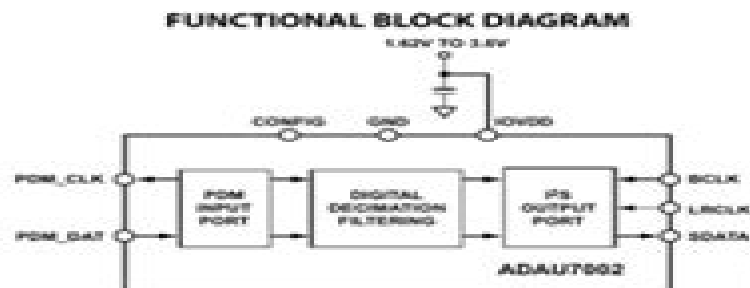 FUNCTIONAL BLOCK DIAGRAM
1.62V TO 3.6V
CONFIG
GND
IOVDD
PDM_CLK
PDM_DAT
PDM
INPUT
PORT
DIGITAL
DECIMATION
FILTERING
I²S
OUTPUT
PORT
BCLK
LRCLK
SDATA
ADAU7002